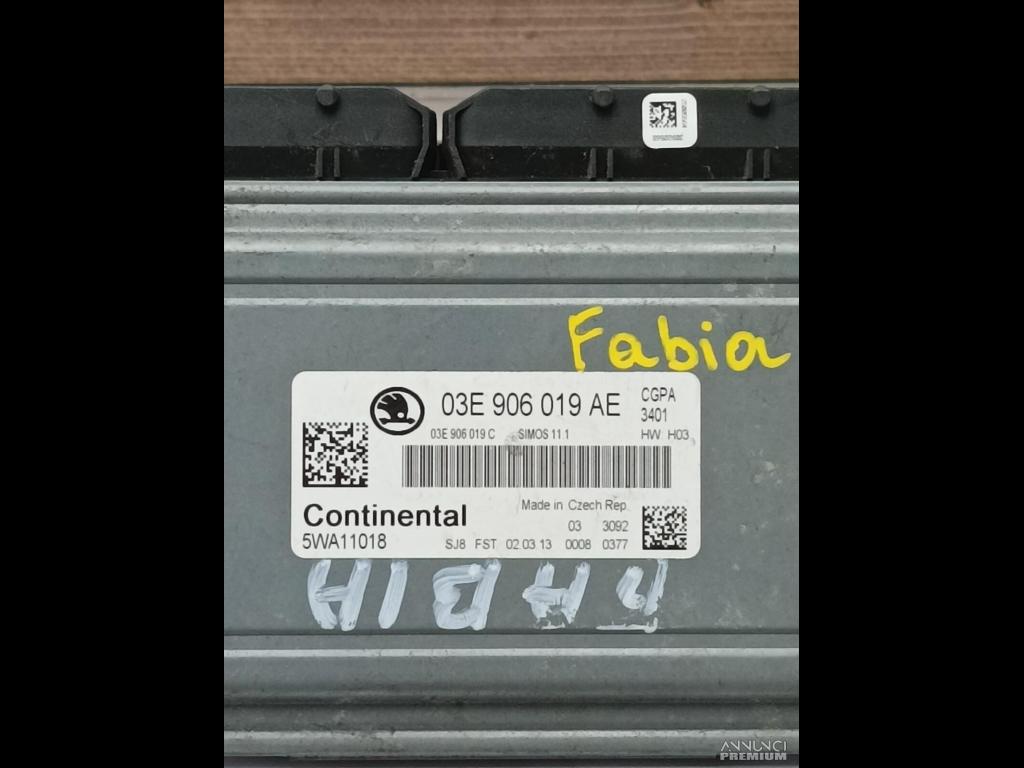 Fabia
03E 906 019 AE
CGPA
3401
03E 906 019 C SIMOS 11.1 HW H03
Made in Czech Rep.
Continental
03 3092
5WA11018 SJ8 FST 02.03.13 0008 0377
FABIA
ANNUNCI
PREMIUM